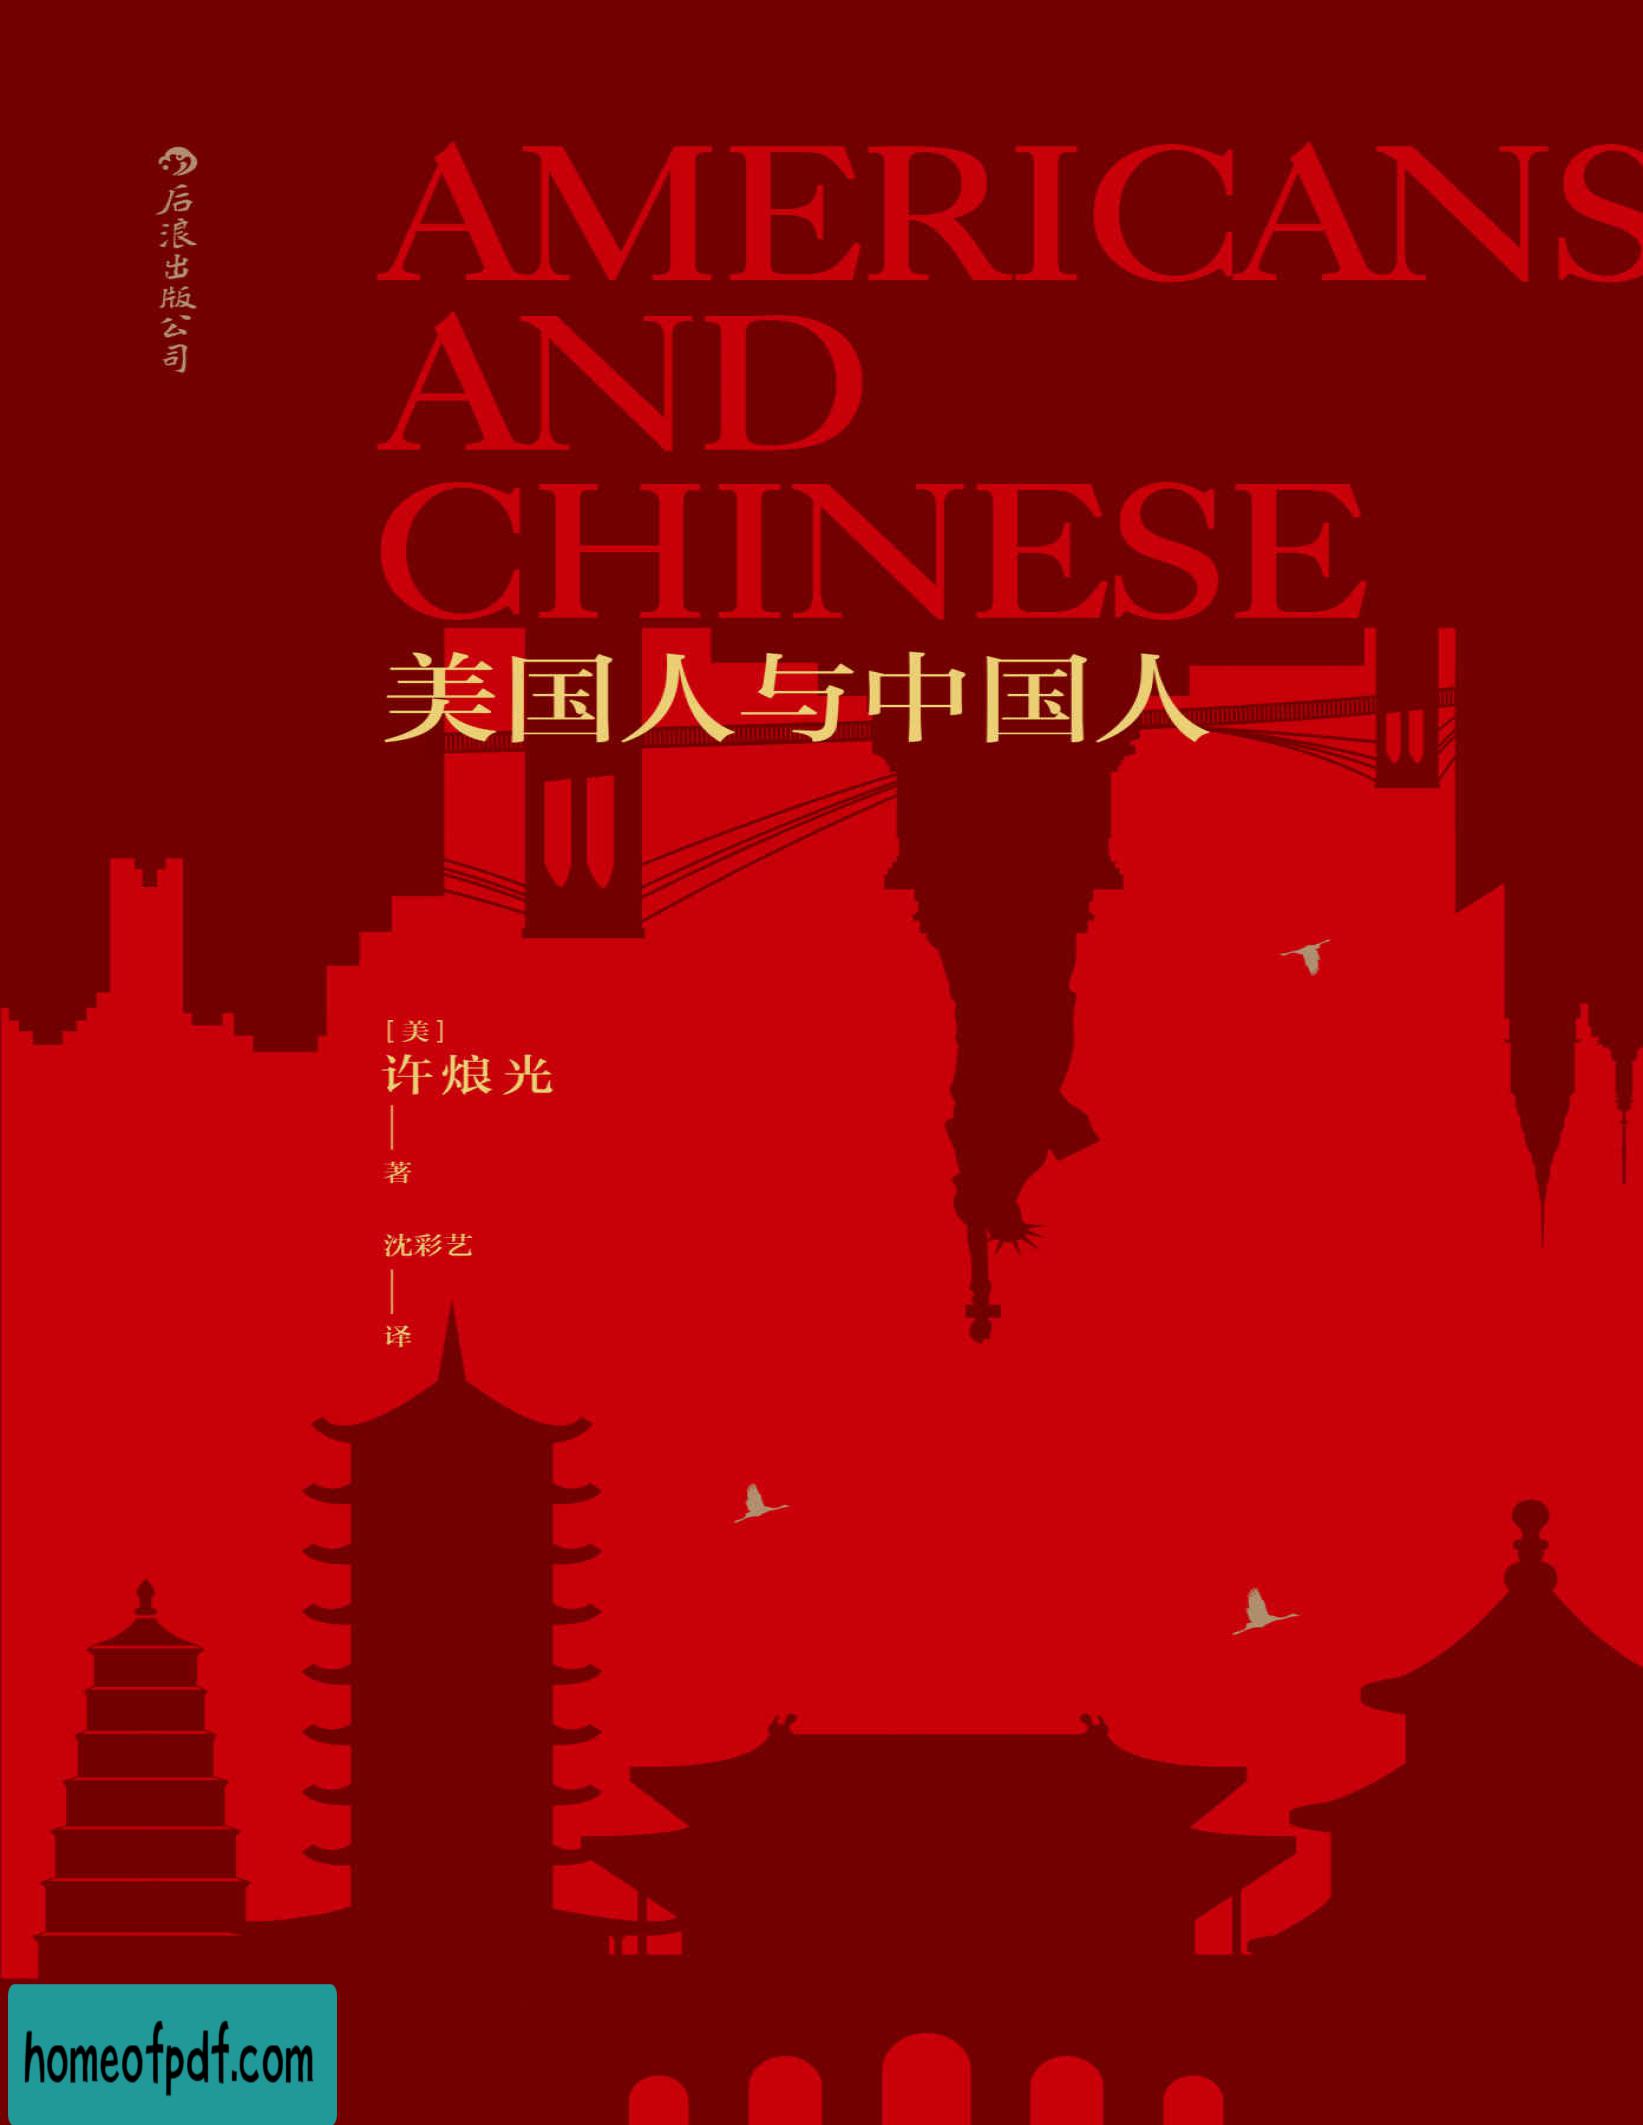 后浪出版公司
AMERICANS
AND
CHINESE
美国人与中国人
[美]
许烺光
著
沈彩艺
译
homeofpdf.com